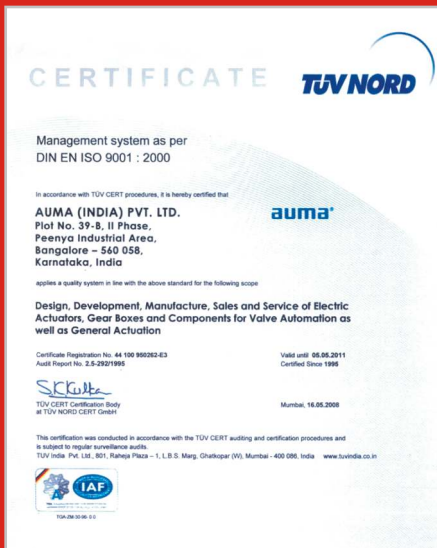 CERTIFICATE
TÜV NORD
Management system as per
DIN EN ISO 9001 : 2000
In accordance with TÜV CERT procedures, it is hereby certified that
AUMA (INDIA) PVT. LTD.
auma®
Plot No. 39-B, II Phase,
Peenya Industrial Area,
Bangalore – 560 058,
Karnataka, India
applies a quality system in line with the above standard for the following scope
Design, Development, Manufacture, Sales and Service of Electric
Actuators, Gear Boxes and Components for Valve Automation as
well as General Actuation
Certificate Registration No. 44 100 950262-E3
Valid until 05.05.2011
Audit Report No. 2.5-292/1995
Certified Since 1995
TÜV CERT Certification Body
at TÜV NORD CERT GmbH
Mumbai, 16.05.2008
This certification was conducted in accordance with the TÜV CERT auditing and certification procedures and
is subject to regular surveillance audits.
TUV India Pvt. Ltd., 801, Raheja Plaza – 1, L.B.S. Marg, Ghatkopar (W), Mumbai - 400 086, India www.tuvindia.co.in
IAF
TGA-ZM-30-96-00